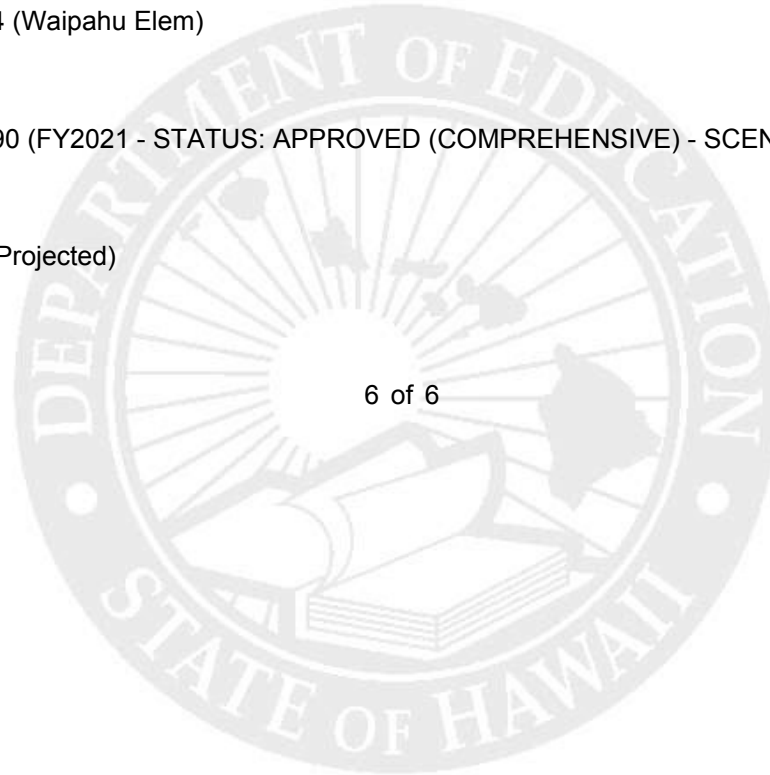 4 (Waipahu Elem)
90 (FY2021 - STATUS: APPROVED (COMPREHENSIVE) - SCEN
Projected)
6 of 6
DEPARTMENT OF EDUCATION
STATE OF HAWAII